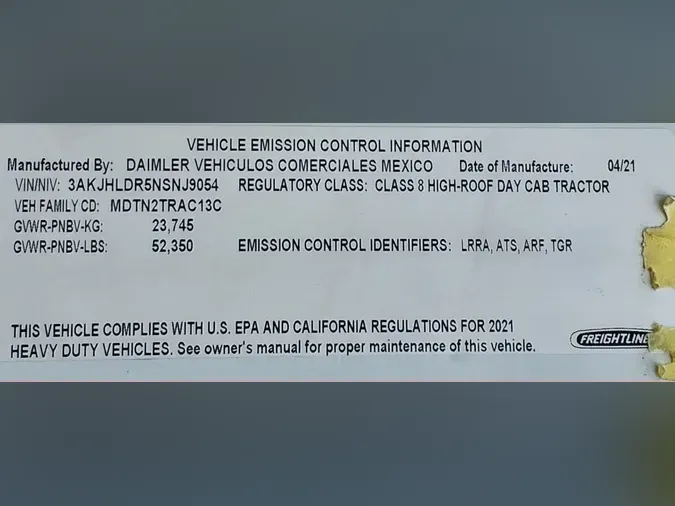 VEHICLE EMISSION CONTROL INFORMATION
Manufactured By: DAIMLER VEHICULOS COMERCIALES MEXICO Date of Manufacture: 04/21
VIN/NIV: 3AKJHLDR5NSNJ9054 REGULATORY CLASS: CLASS 8 HIGH-ROOF DAY CAB TRACTOR
VEH FAMILY CD: MDTN2TRAC13C
GVWR-PNBV-KG: 23,745
GVWR-PNBV-LBS: 52,350 EMISSION CONTROL IDENTIFIERS: LRRA, ATS, ARF, TGR
THIS VEHICLE COMPLIES WITH U.S. EPA AND CALIFORNIA REGULATIONS FOR 2021
HEAVY DUTY VEHICLES. See owner's manual for proper maintenance of this vehicle.
FREIGHTLINE